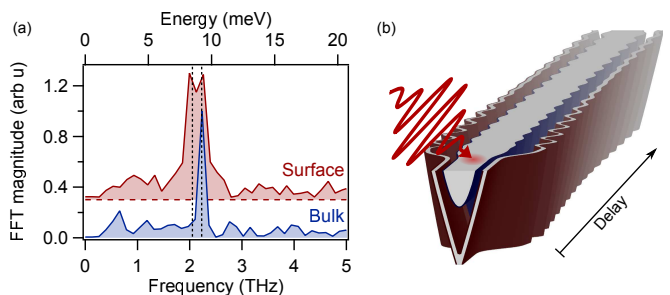 (a)
Energy (meV)
0 5 10 15 20
FFT magnitude (arb u)
1.2
0.8
0.4
0.0
Surface
Bulk
0 1 2 3 4 5
Frequency (THz)
(b)
Delay